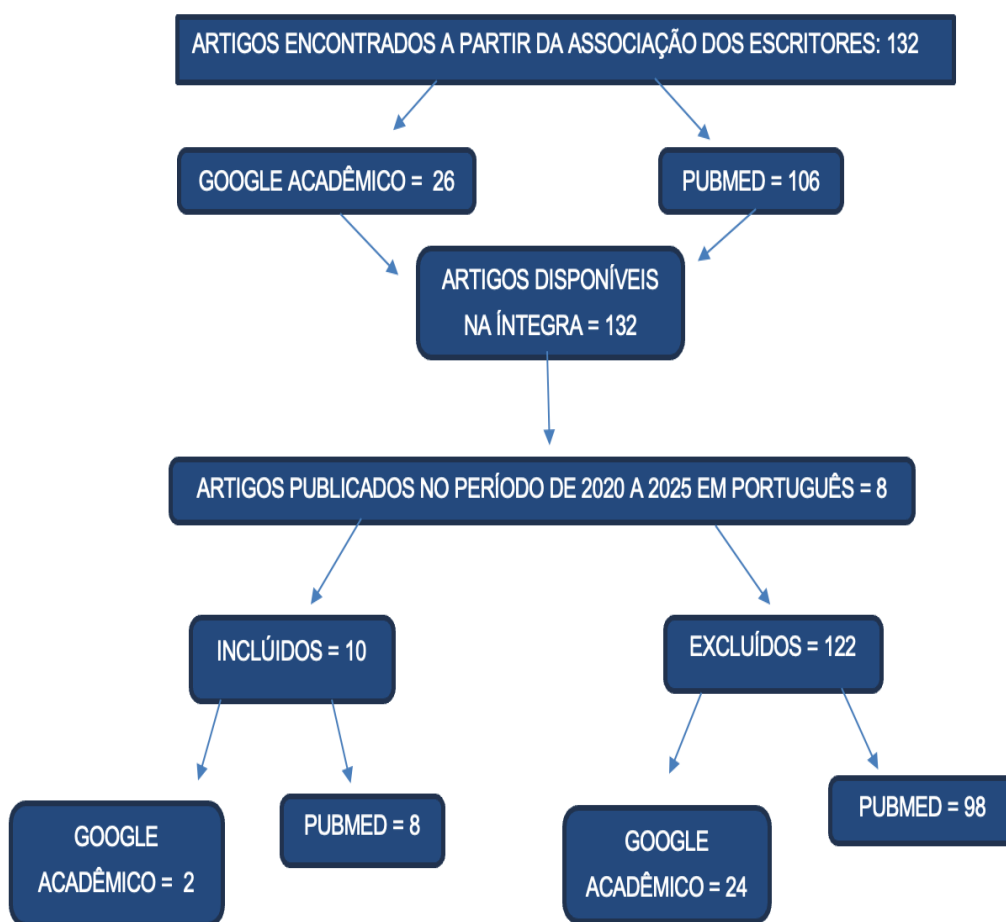 ARTIGOS ENCONTRADOS A PARTIR DA ASSOCIAÇÃO DOS ESCRITORES: 132
GOOGLE ACADÊMICO = 26
PUBMED = 106
ARTIGOS DISPONÍVEIS
NA ÍNTEGRA = 132
ARTIGOS PUBLICADOS NO PERÍODO DE 2020 A 2025 EM PORTUGUÊS = 8
INCLÚIDOS = 10
EXCLUÍDOS = 122
GOOGLE
ACADÊMICO = 2
PUBMED = 8
GOOGLE
ACADÊMICO = 24
PUBMED = 98